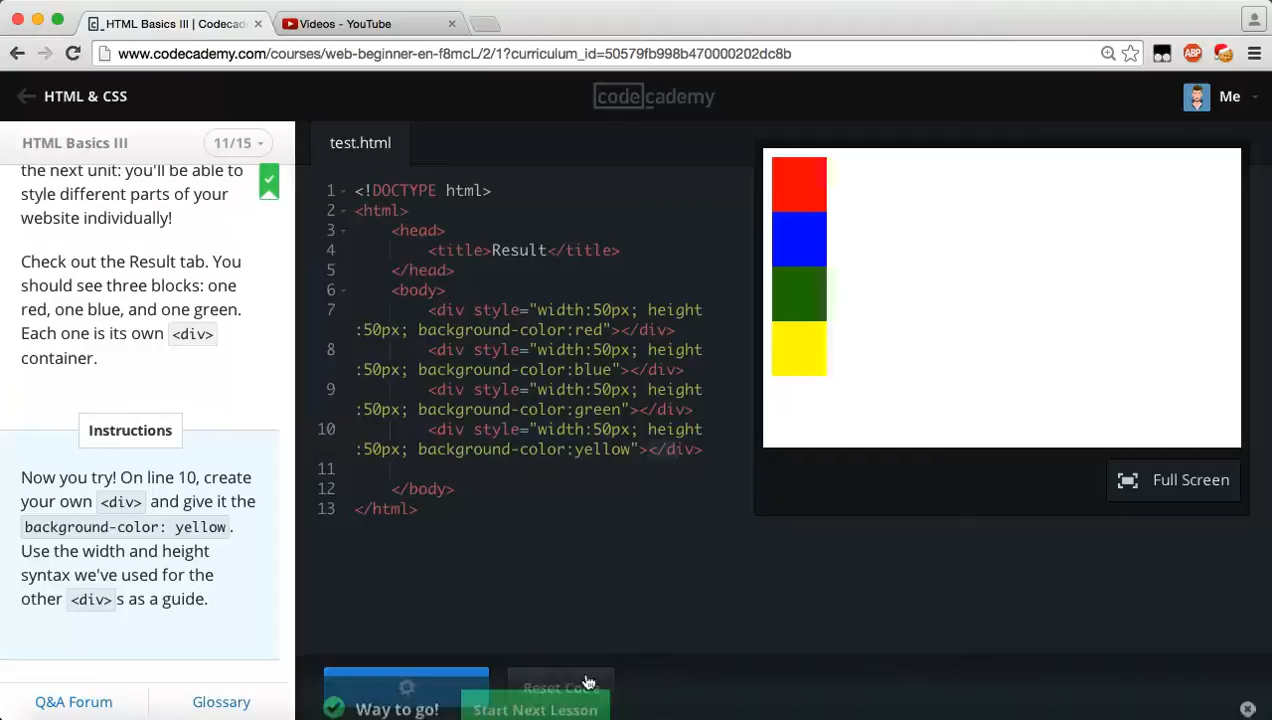 HTML Basics III | Codecad
Videos - YouTube
www.codecademy.com/courses/web-beginner-en-f8mcL/2/1?curriculum_id=50579fb998b470000202dc8b
ABP
HTML & CSS
codecademy
Me
HTML Basics III
11/15
the next unit: you'll be able to
style different parts of your
website individually!
Check out the Result tab. You
should see three blocks: one
red, one blue, and one green.
Each one is its own <div>
container.
Instructions
Now you try! On line 10, create
your own <div> and give it the
background-color: yellow.
Use the width and height
syntax we've used for the
other <div>s as a guide.
Q&A Forum
Glossary
test.html
1 <!DOCTYPE html>
2 <html>
3 <head>
4 <title>Result</title>
5 </head>
6 <body>
7 <div style="width:50px; height
:50px; background-color:red"></div>
8 <div style="width:50px; height
:50px; background-color:blue"></div>
9 <div style="width:50px; height
:50px; background-color:green"></div>
10 <div style="width:50px; height
:50px; background-color:yellow"></div>
11
12 </body>
13 </html>
Full Screen
Reset Code
Way to go!
Start Next Lesson